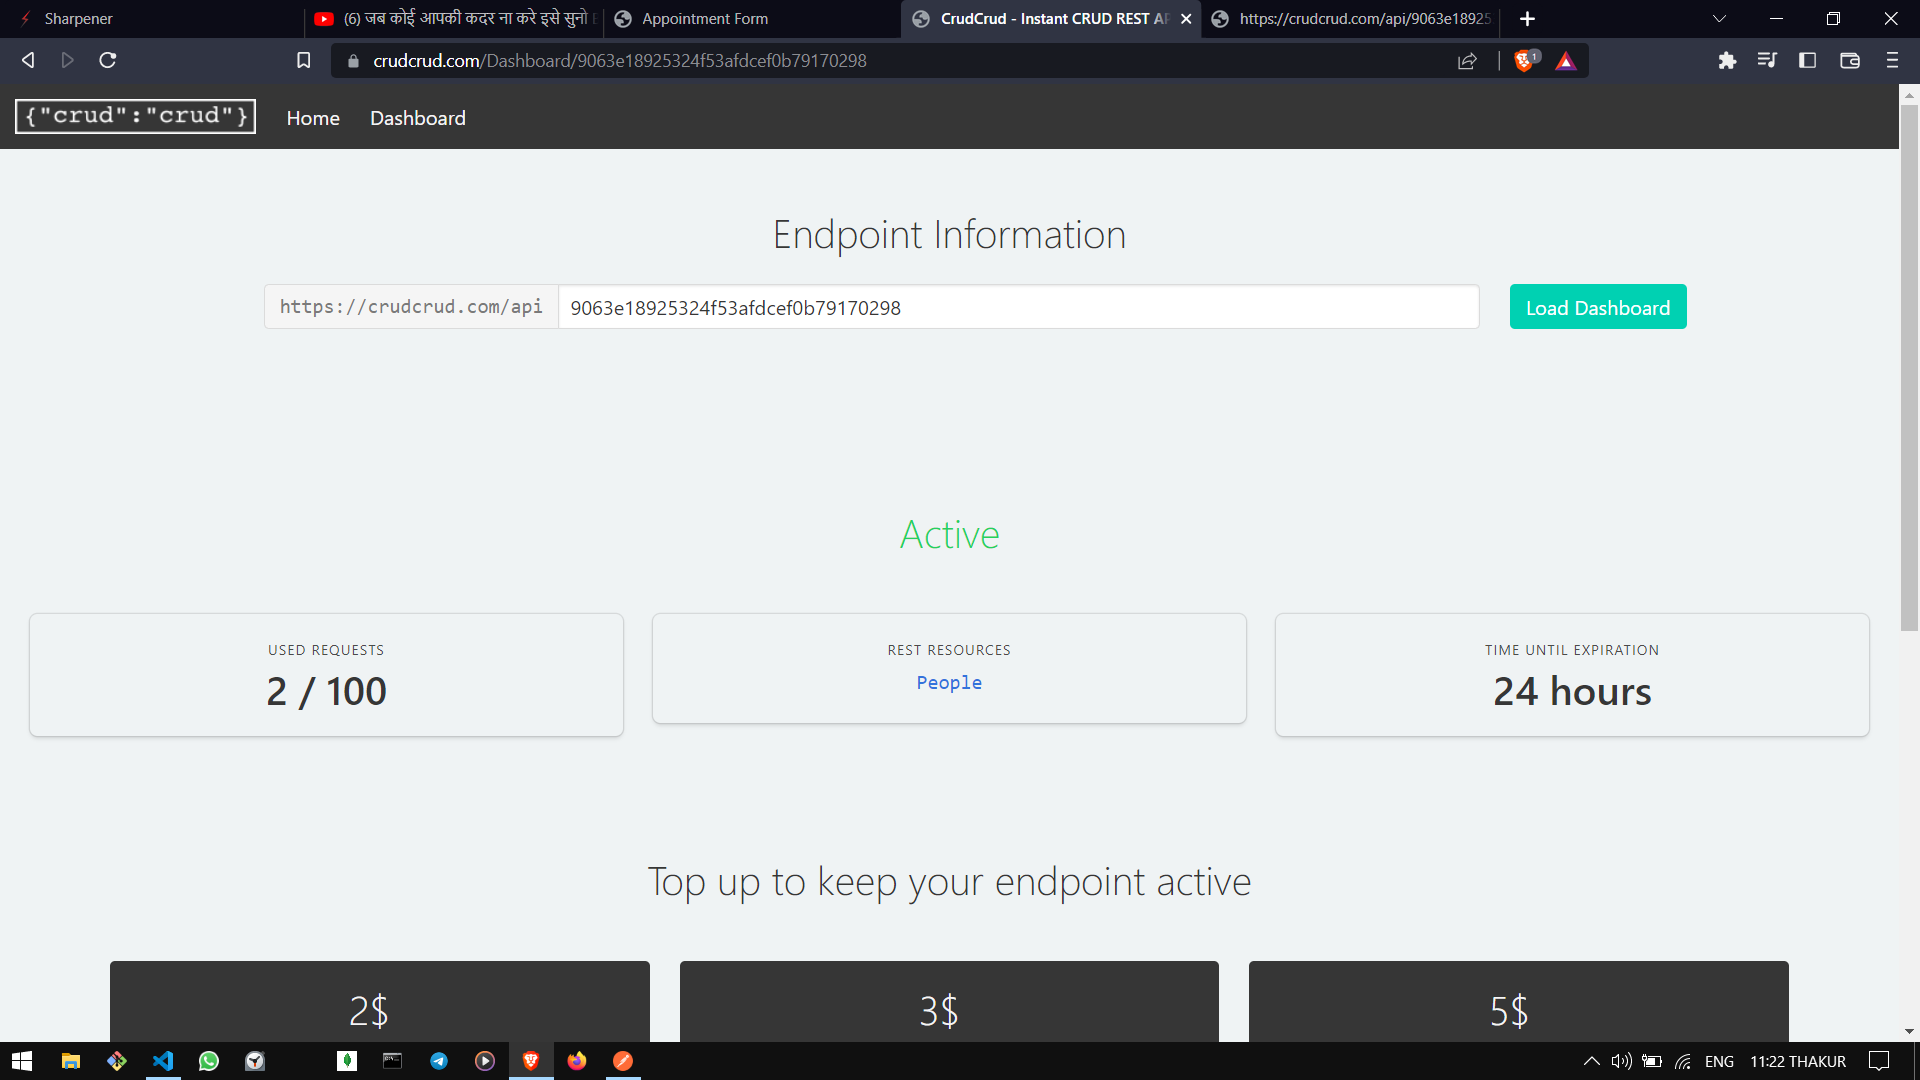 Sharpener
(6) जब कोई आपकी कदर ना करे इसे सुनो
Appointment Form
CrudCrud - Instant CRUD REST AP
https://crudcrud.com/api/9063e18925
crudcrud.com/Dashboard/9063e18925324f53afdcef0b79170298
1
{"crud":"crud"}
Home
Dashboard
Endpoint Information
https://crudcrud.com/api
9063e18925324f53afdcef0b79170298
Load Dashboard
Active
USED REQUESTS
2 / 100
REST RESOURCES
People
TIME UNTIL EXPIRATION
24 hours
Top up to keep your endpoint active
2$
3$
5$
ENG
11:22 THAKUR